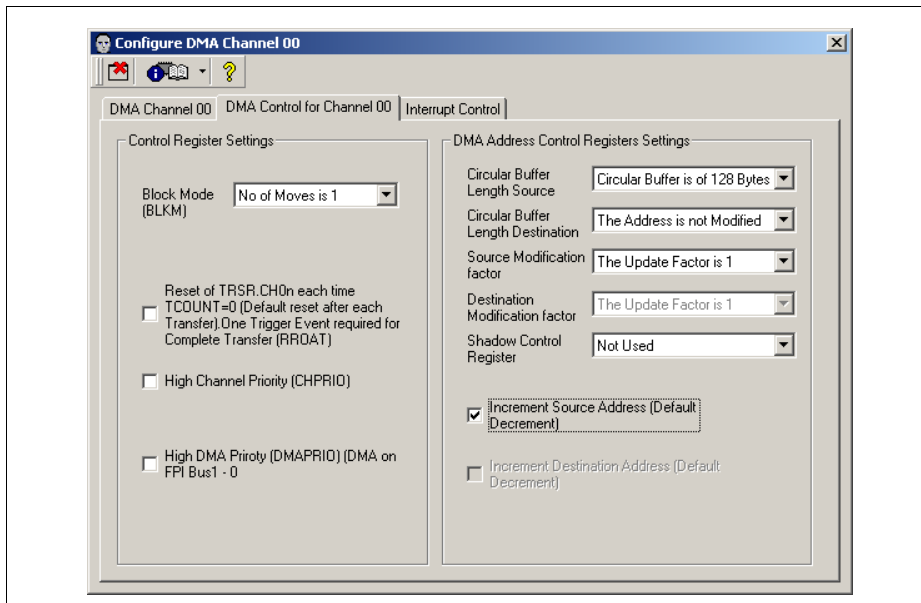 Configure DMA Channel 00
DMA Channel 00
DMA Control for Channel 00
Interrupt Control
Control Register Settings
Block Mode
(BLKM)
No of Moves is 1
Reset of TRSR.CH0n each time
TCOUNT=0 (Default reset after each
Transfer).One Trigger Event required for
Complete Transfer (RROAT)
High Channel Priority (CHPRIO)
High DMA Priroty (DMAPRIO) (DMA on
FPI Bus1 - 0
DMA Address Control Registers Settings
Circular Buffer
Length Source
Circular Buffer is of 128 Bytes
Circular Buffer
Length Destination
The Address is not Modified
Source Modification
factor
The Update Factor is 1
Destination
Modification factor
The Update Factor is 1
Shadow Control
Register
Not Used
Increment Source Address (Default
Decrement)
Increment Destination Address (Default
Decrement)